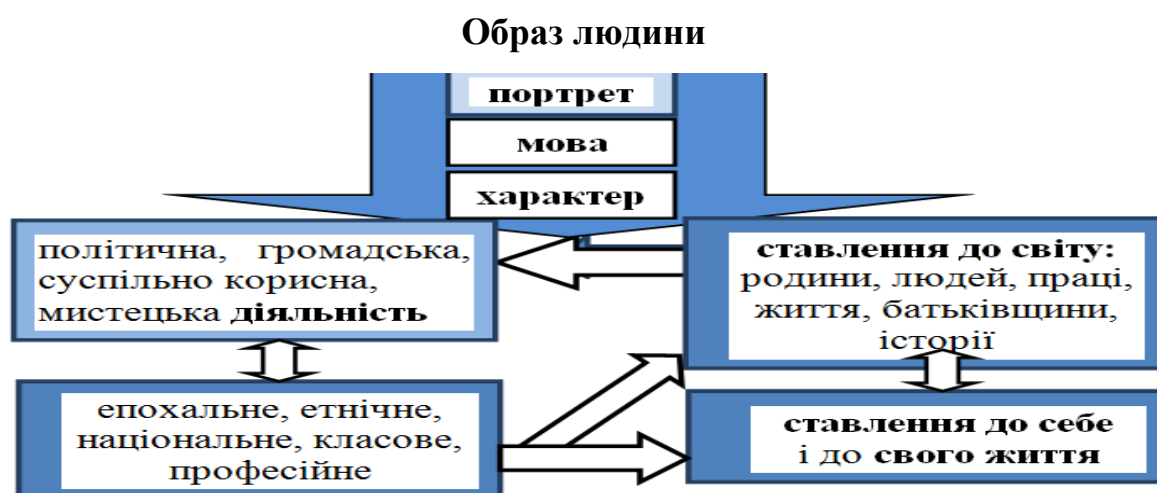 Образ людини
портрет
мова
характер
політична, громадська,
суспільно корисна,
мистецька діяльність
ставлення до світу:
родини, людей, праці,
життя, батьківщини,
історії
епохальне, етнічне,
національне, класове,
професійне
ставлення до себе
і до свого життя